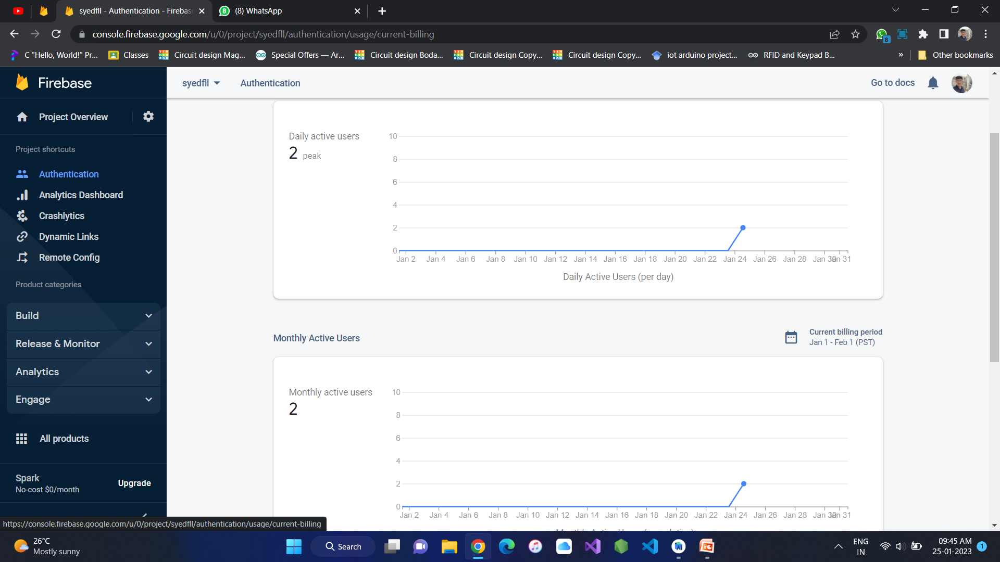 syedfll - Authentication - Firebas
(8) WhatsApp
console.firebase.google.com/u/0/project/syedfll/authentication/usage/current-billing
8
C "Hello, World!" Pr...
Classes
Circuit design Mag...
Special Offers — Ar...
Circuit design Boda...
Circuit design Copy...
Circuit design Copy...
iot arduino project...
RFID and Keypad B...
»
Other bookmarks
Firebase
syedfll
Authentication
Go to docs
Project Overview
Project shortcuts
Authentication
Analytics Dashboard
Crashlytics
Dynamic Links
Remote Config
Product categories
Build
Release & Monitor
Analytics
Engage
All products
Spark
No-cost $0/month
Upgrade
https://console.firebase.google.com/u/0/project/syedfll/authentication/usage/current-billing
Daily active users
2 peak
10
8
6
4
2
0
Jan 2 Jan 4 Jan 6 Jan 8 Jan 10 Jan 12 Jan 14 Jan 16 Jan 18 Jan 20 Jan 22 Jan 24 Jan 26 Jan 28 Jan 30 Jan 31
Daily Active Users (per day)
Monthly Active Users
Current billing period
Jan 1 - Feb 1 (PST)
Monthly active users
2
10
8
6
4
2
0
Jan 2 Jan 4 Jan 6 Jan 8 Jan 10 Jan 12 Jan 14 Jan 16 Jan 18 Jan 20 Jan 22 Jan 24 Jan 26 Jan 28 Jan 30 Jan 31
26°C
Mostly sunny
Search
ENG
IN
09:45 AM
25-01-2023
1